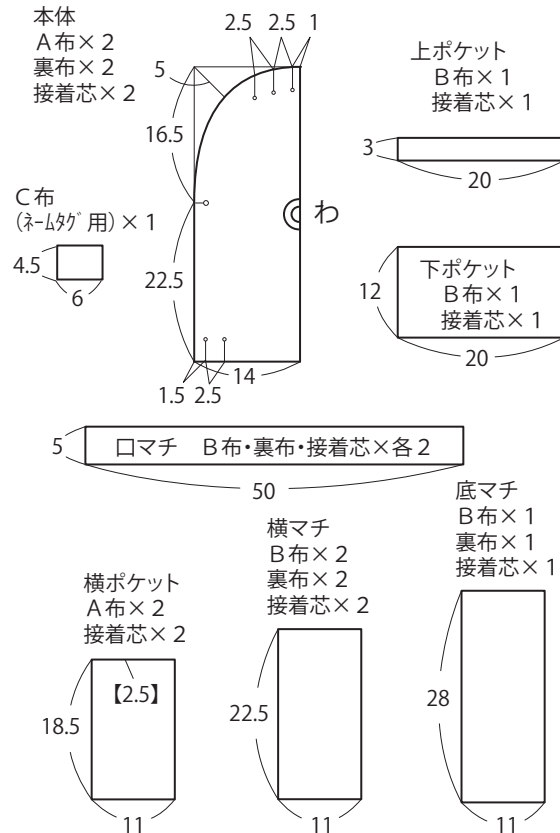 本体
A布×2
裏布×2
接着芯×2
2.5
2.5
1
5
16.5
22.5
わ
14
1.5
2.5
上ポケット
B布×1
接着芯×1
3
20
C布
(ﾈｰﾑﾀｸﾞ用)×1
4.5
6
下ポケット
B布×1
接着芯×1
12
20
5
口マチ B布・裏布・接着芯×各2
50
横ポケット
A布×2
接着芯×2
【2.5】
18.5
11
横マチ
B布×2
裏布×2
接着芯×2
22.5
11
底マチ
B布×1
裏布×1
接着芯×1
28
11